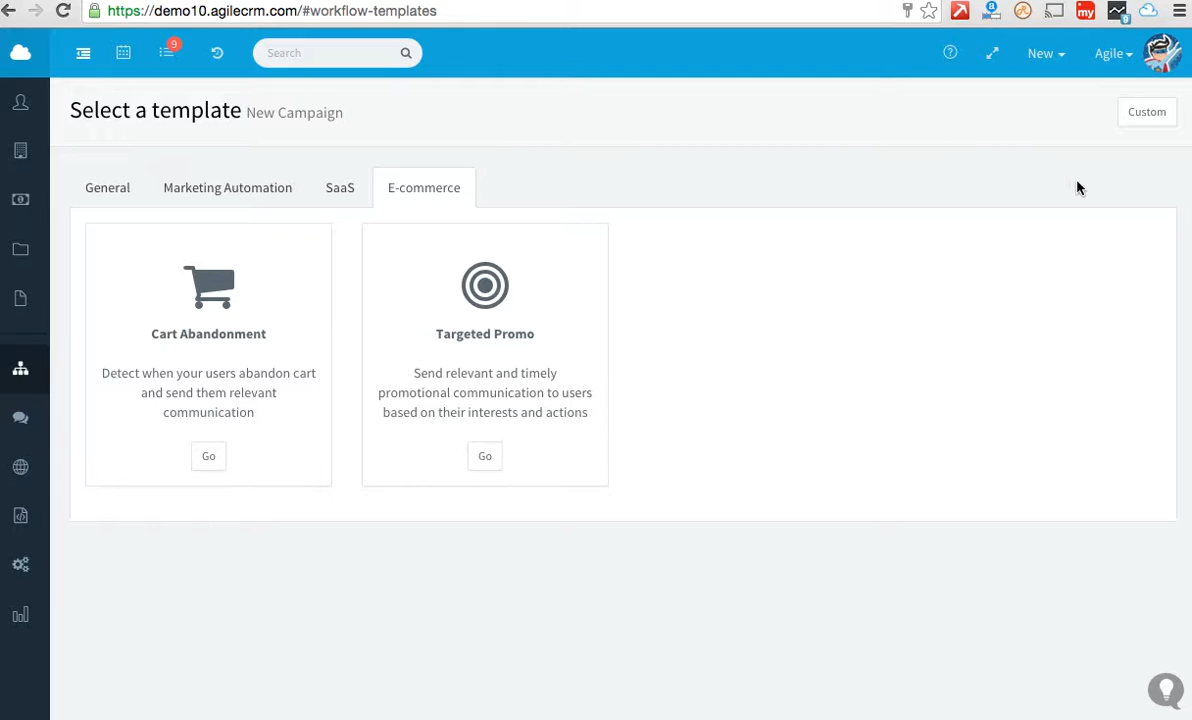 https://demo10.agilecrm.com/#workflow-templates
9
Search
New
Agile
Select a template New Campaign
Custom
General Marketing Automation SaaS E-commerce
Cart Abandonment
Detect when your users abandon cart
and send them relevant
communication
Go
Targeted Promo
Send relevant and timely
promotional communication to users
based on their interests and actions
Go